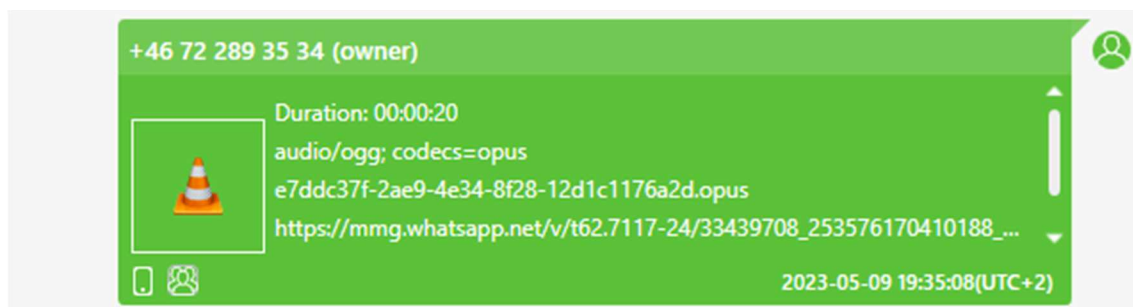 +46 72 289 35 34 (owner)
Duration: 00:00:20
audio/ogg; codecs=opus
e7ddc37f-2ae9-4e34-8f28-12d1c1176a2d.opus
https://mmg.whatsapp.net/v/t62.7117-24/33439708_253576170410188_...
2023-05-09 19:35:08(UTC+2)